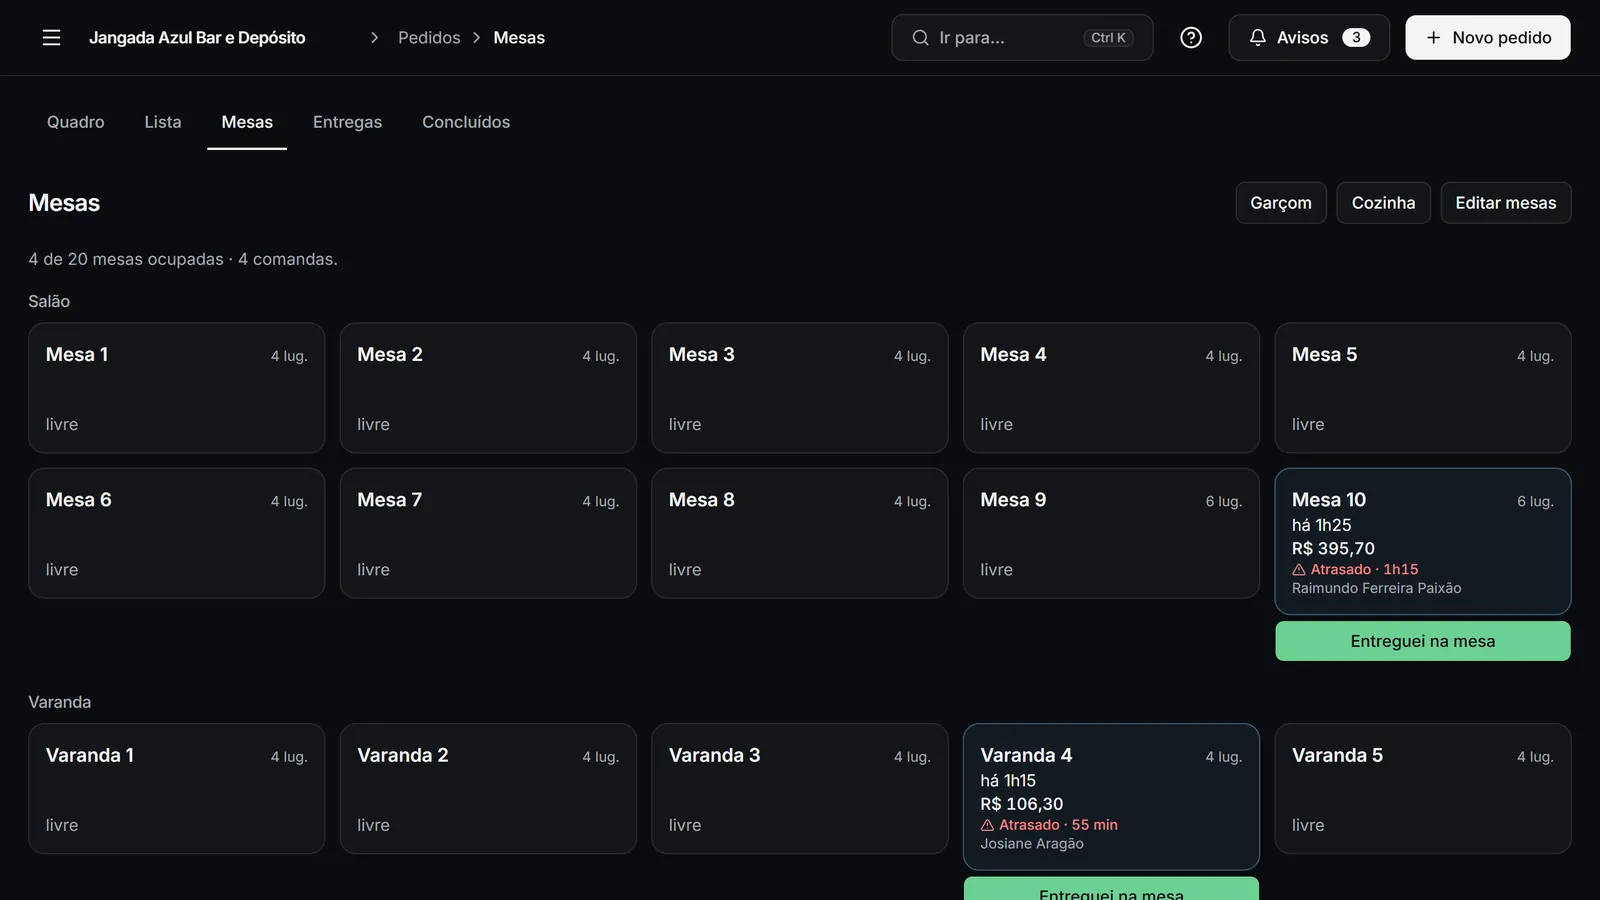 Jangada Azul Bar e Depósito
Pedidos
Mesas
Ir para...
Ctrl K
Avisos 3
Novo pedido
Quadro
Lista
Mesas
Entregas
Concluídos
Mesas
Garçom
Cozinha
Editar mesas
4 de 20 mesas ocupadas · 4 comandas.
Salão
Mesa 1
4 lug.
livre
Mesa 2
4 lug.
livre
Mesa 3
4 lug.
livre
Mesa 4
4 lug.
livre
Mesa 5
4 lug.
livre
Mesa 6
4 lug.
livre
Mesa 7
4 lug.
livre
Mesa 8
4 lug.
livre
Mesa 9
6 lug.
livre
Mesa 10
6 lug.
há 1h25
R$ 395,70
Atrasado · 1h15
Raimundo Ferreira Paixão
Entreguei na mesa
Varanda
Varanda 1
4 lug.
livre
Varanda 2
4 lug.
livre
Varanda 3
4 lug.
livre
Varanda 4
4 lug.
há 1h15
R$ 106,30
Atrasado · 55 min
Josiane Aragão
Entreguei na mesa
Varanda 5
4 lug.
livre